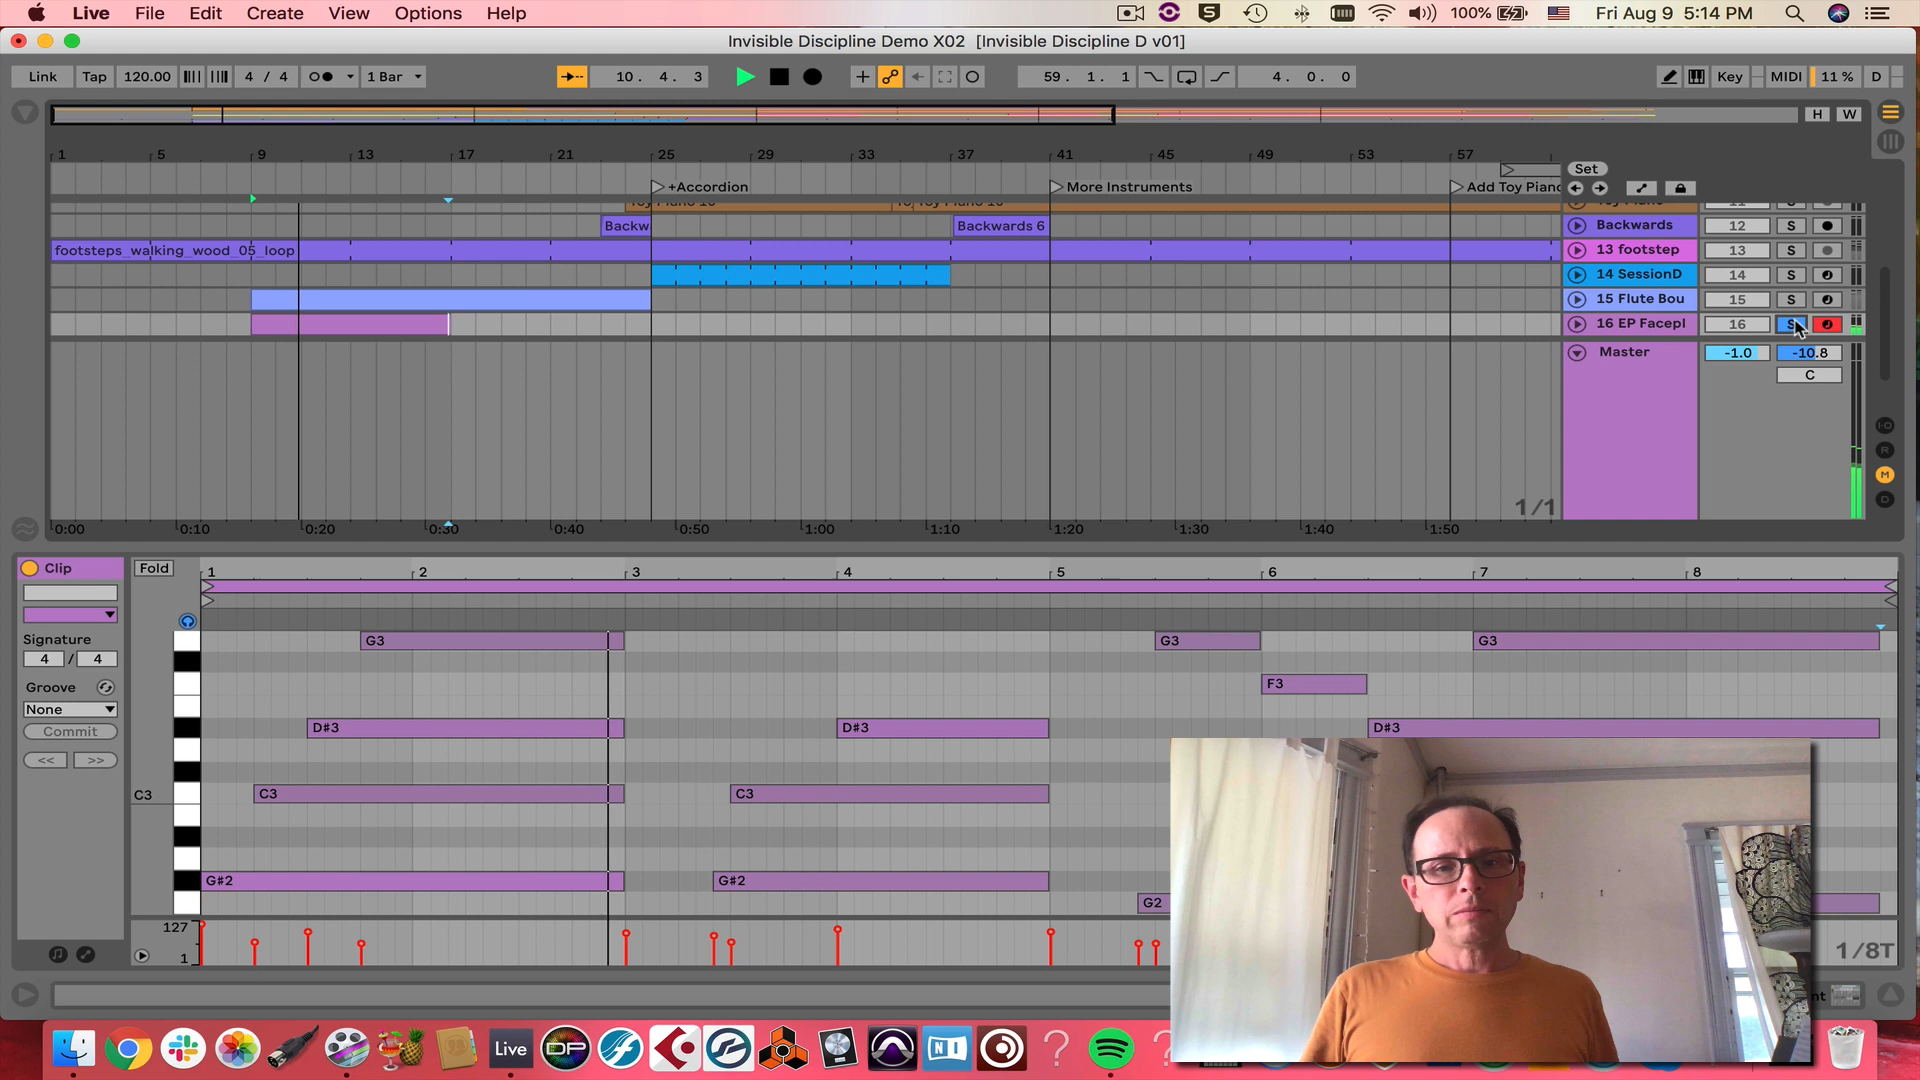 Live File Edit Create View Options Help 100% Fri Aug 9 5:14 PM
Invisible Discipline Demo X02 [Invisible Discipline D v01]
Link Tap 120.00 4 / 4 1 Bar 10. 4. 3 59. 1. 1 4. 0. 0 Key MIDI 11 % D
H W
1 5 9 13 17 21 25 29 33 37 41 45 49 53 57 Set
+Accordion More Instruments Add Toy Piano
Toy Piano 10
Backw Backwards 6 Backwards 12 S
footsteps_walking_wood_05_loop 13 footstep 13 S
14 SessionD 14 S
15 Flute Bou 15 S
16 EP Facepl 16 S
Master -1.0 -10.8
C
I·O
R
M
D
1/1
0:00 0:10 0:20 0:30 0:40 0:50 1:00 1:10 1:20 1:30 1:40 1:50
Clip Fold 1 2 3 4 5 6 7 8
Signature
4 / 4
Groove
None
Commit
<< >>
G3 G3 G3
F3
D#3 D#3 D#3
C3 C3 C3
G#2 G#2
G2
127
1
1/8T
Live DP NI